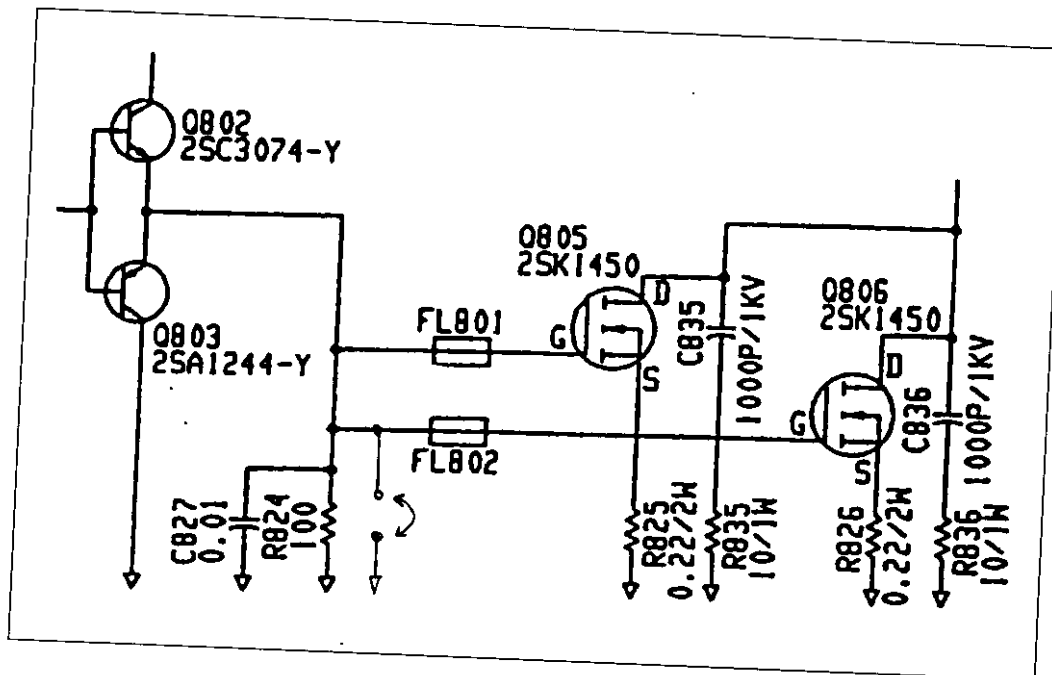 Q802
2SC3074-Y
Q803
2SA1244-Y
FL801
FL802
C827
0.01
R824
100
Q805
2SK1450
D
G
S
C835
1000P/1KV
R825
0.22/2W
R835
10/1W
Q806
2SK1450
D
G
S
C836
1000P/1KV
R826
0.22/2W
R836
10/1W